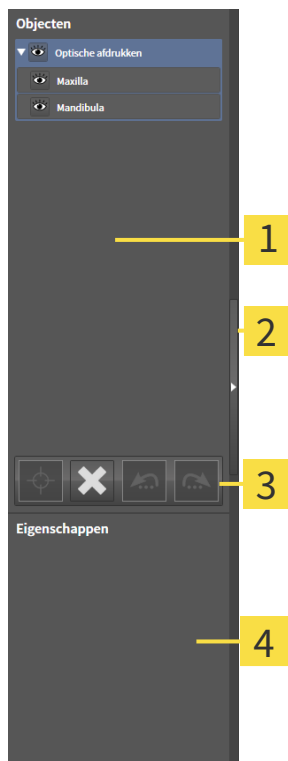 Objecten
Optische afdrukken
Maxilla
Mandibula
1
2
3
Eigenschappen
4